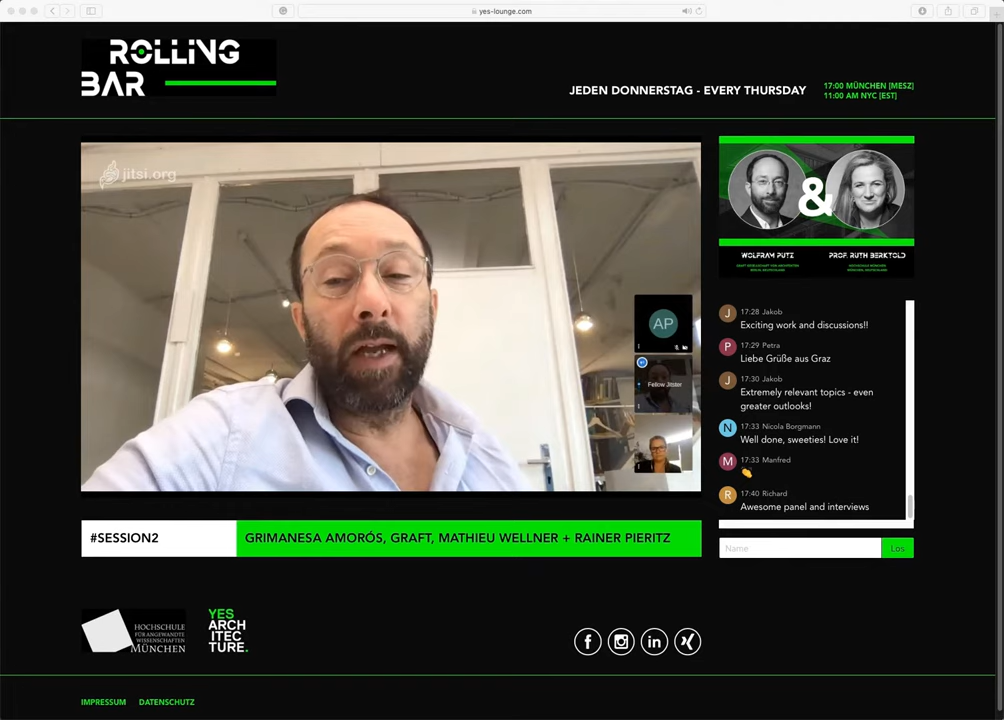 yes-lounge.com
ROLLING
BAR
JEDEN DONNERSTAG - EVERY THURSDAY
17:00 MÜNCHEN [MESZ]
11:00 AM NYC [EST]
jitsi.org
AP
Fellow Jitster
&
WOLFRAM PUTZ
PROF. RUTH BERKTOLD
J
17:28 Jakob
Exciting work and discussions!!
P
17:29 Petra
Liebe Grüße aus Graz
J
17:30 Jakob
Extremely relevant topics - even
greater outlooks!
N
17:33 Nicola Borgmann
Well done, sweeties! Love it!
M
17:33 Manfred
👏
R
17:40 Richard
Awesome panel and interviews
Name
Los
#SESSION2
GRIMANESA AMORÓS, GRAFT, MATHIEU WELLNER + RAINER PIERITZ
HOCHSCHULE
FÜR ANGEWANDTE
WISSENSCHAFTEN
MÜNCHEN
YES
ARCH
ITEC
TURE.
f
in
IMPRESSUM
DATENSCHUTZ